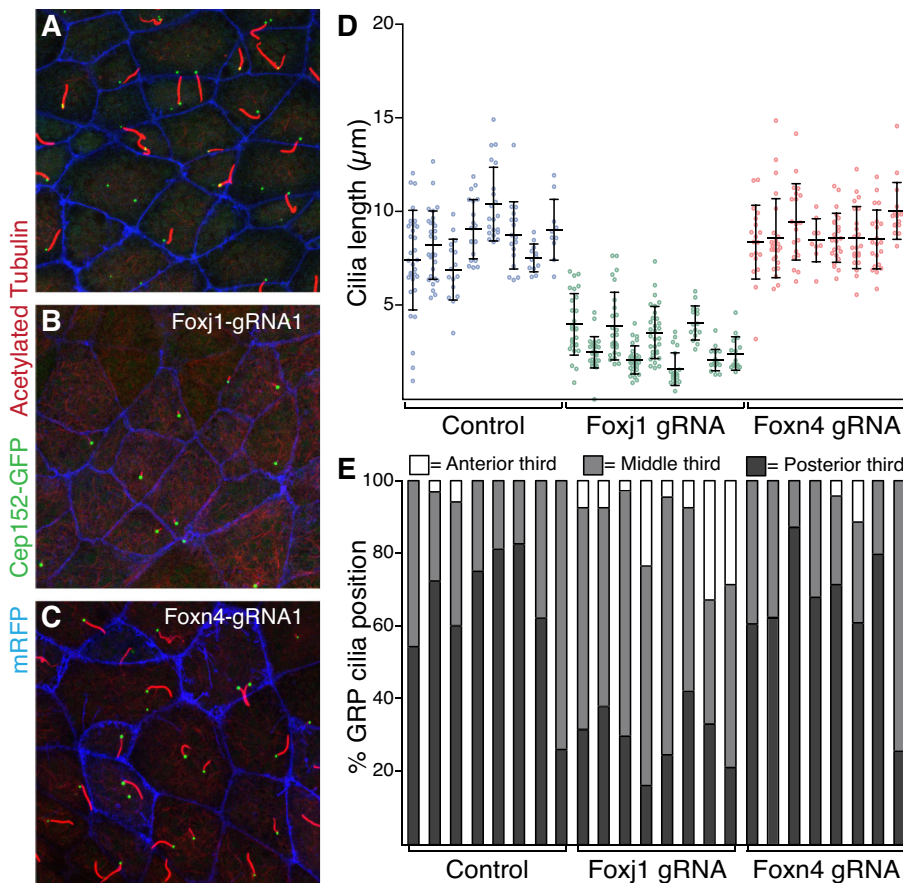 A
B
Foxj1-gRNA1
C
Foxn4-gRNA1
mRFP Cep152-GFP Acetylated Tubulin
D
Cilia length (µm)
20
15
10
5
Control
Foxj1 gRNA
Foxn4 gRNA
E
= Anterior third
= Middle third
= Posterior third
% GRP cilia position
100
80
60
40
20
Control
Foxj1 gRNA
Foxn4 gRNA